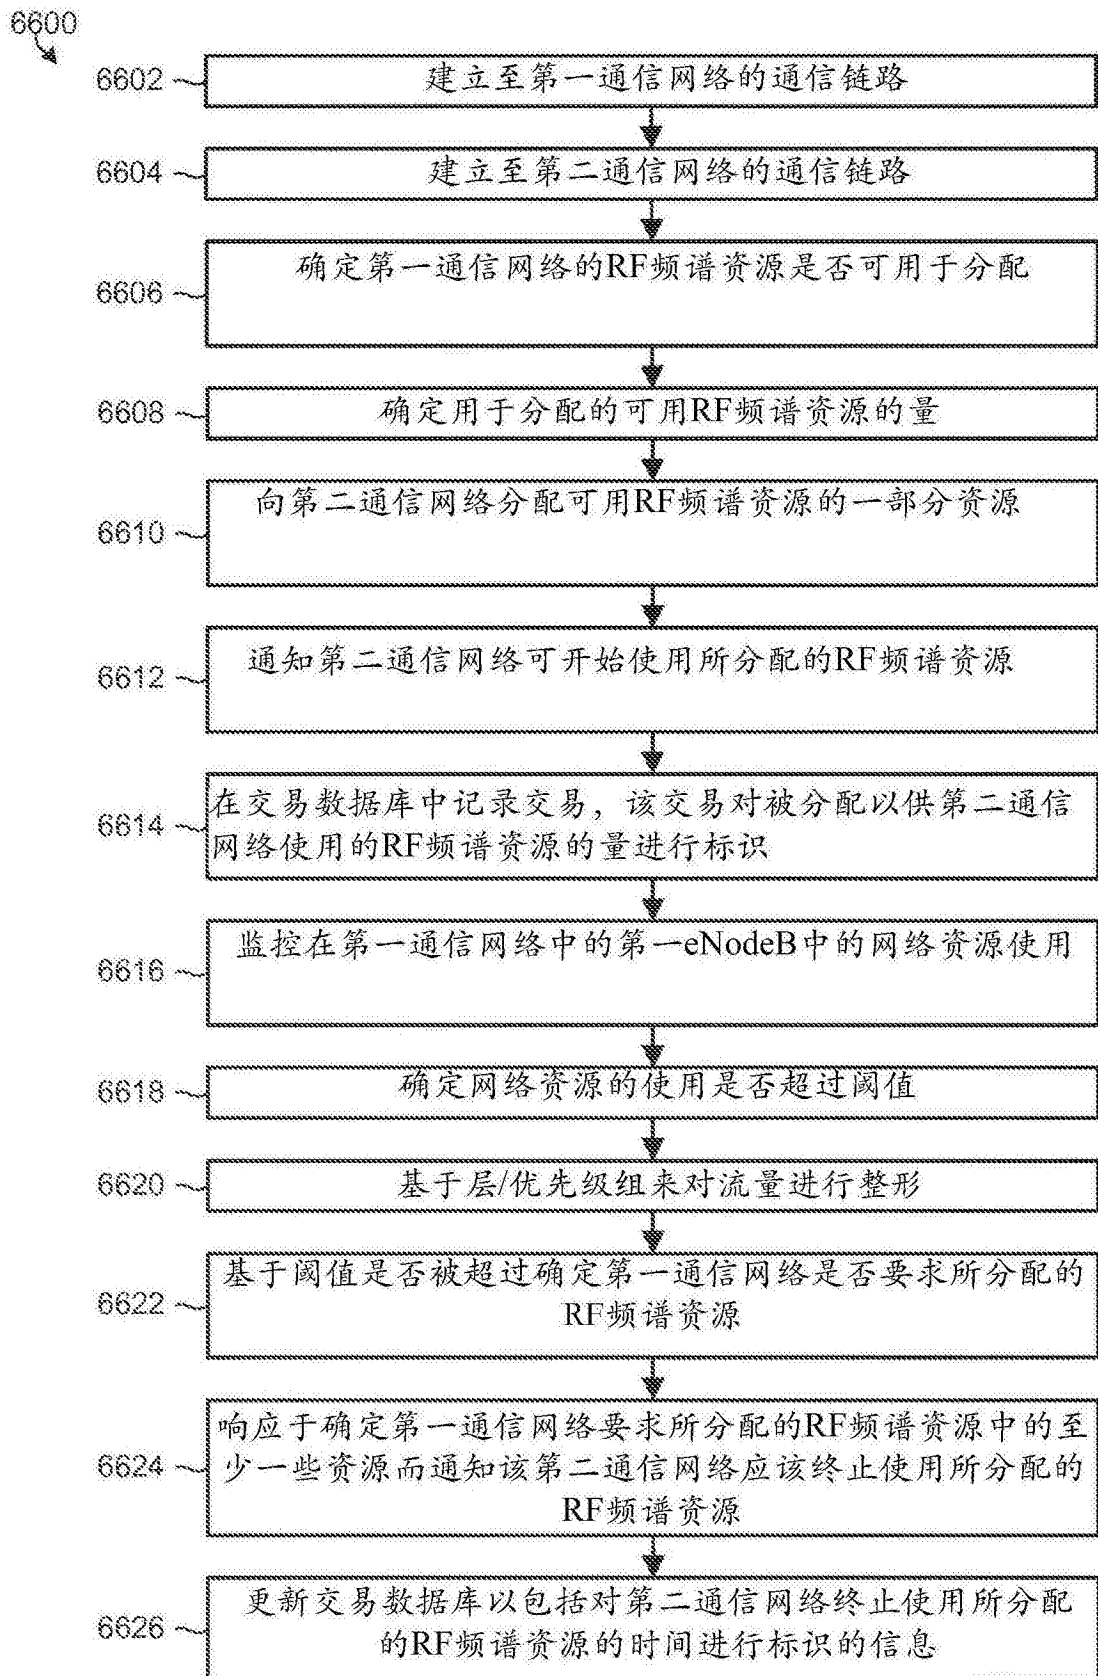 6600
6602 建立至第一通信网络的通信链路
6604 建立至第二通信网络的通信链路
6606 确定第一通信网络的RF频谱资源是否可用于分配
6608 确定用于分配的可用RF频谱资源的量
6610 向第二通信网络分配可用RF频谱资源的一部分资源
6612 通知第二通信网络可开始使用所分配的RF频谱资源
6614 在交易数据库中记录交易，该交易对被分配以供第二通信
网络使用的RF频谱资源的量进行标识
6616 监控在第一通信网络中的第一eNodeB中的网络资源使用
6618 确定网络资源的使用是否超过阈值
6620 基于层/优先级组来对流量进行整形
6622 基于阈值是否被超过确定第一通信网络是否要求所分配的
RF频谱资源
6624 响应于确定第一通信网络要求所分配的RF频谱资源中的至
少一些资源而通知该第二通信网络应该终止使用所分配的
RF频谱资源
6626 更新交易数据库以包括对第二通信网络终止使用所分配
的RF频谱资源的时间进行标识的信息